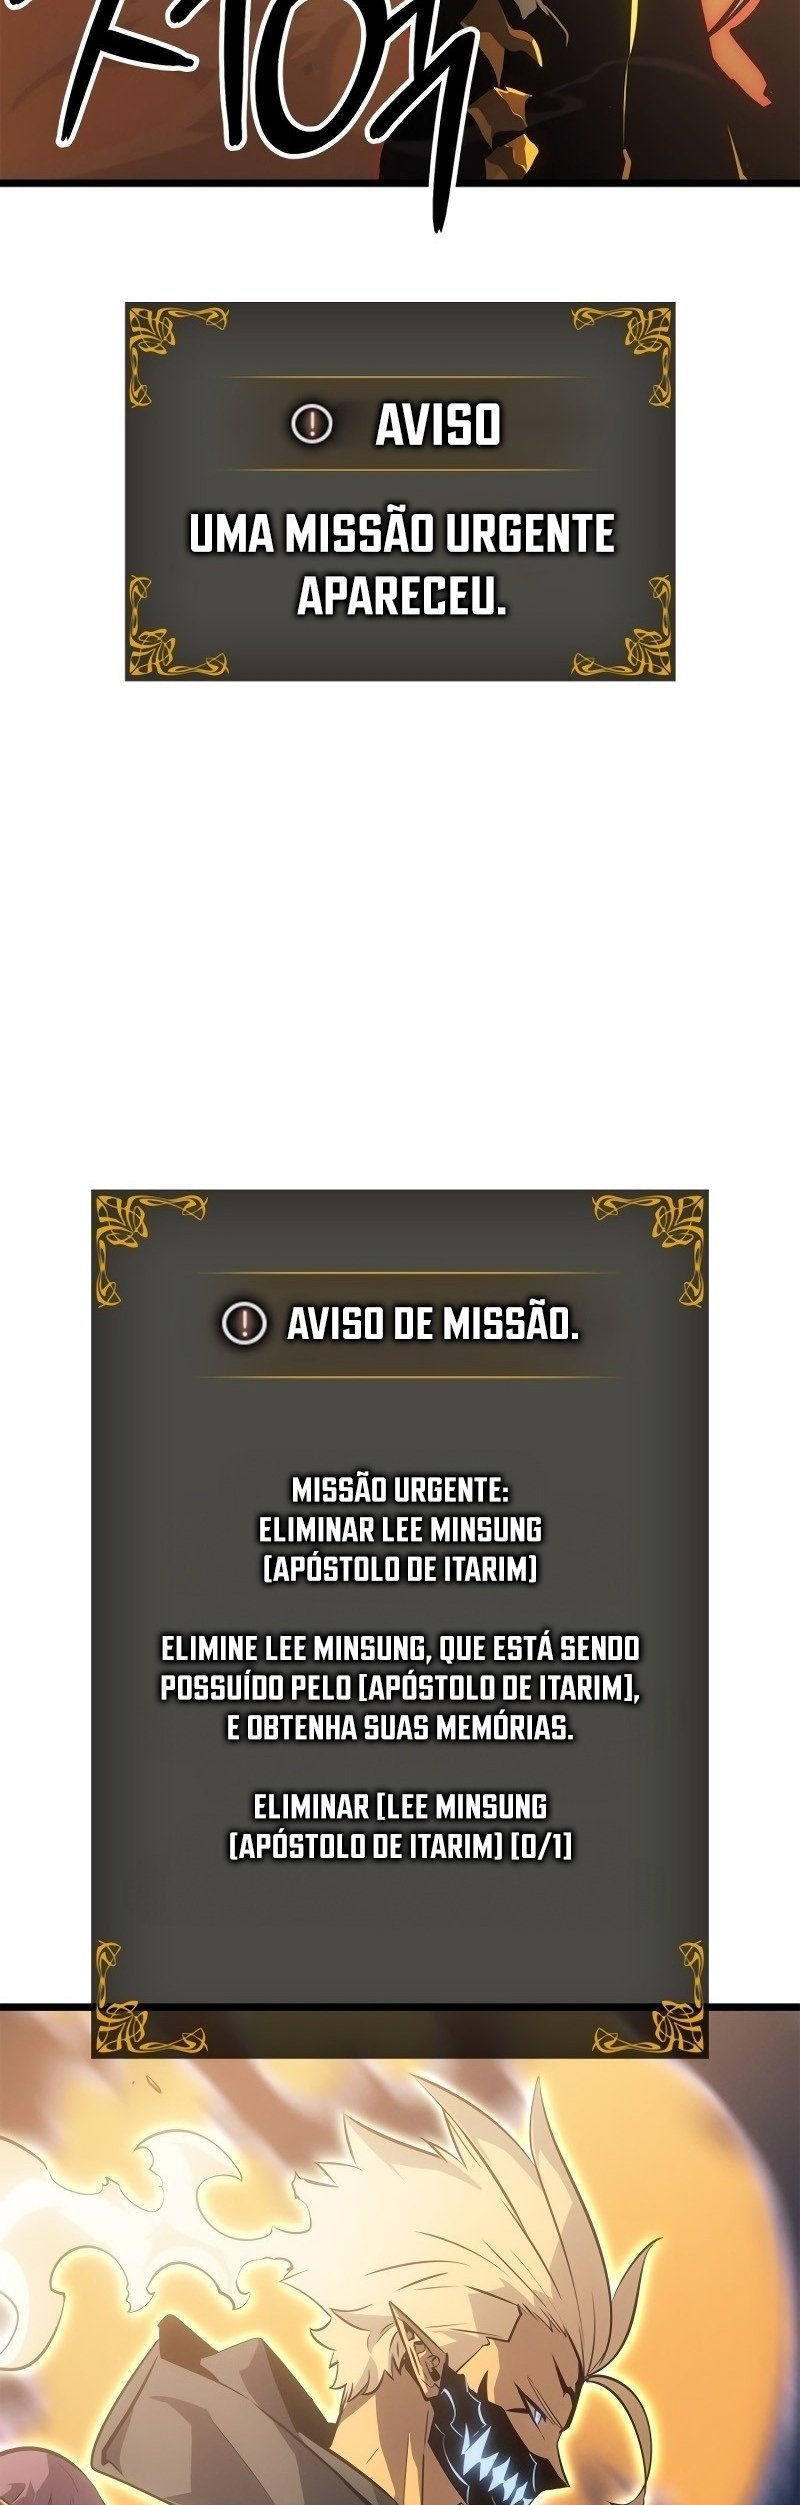 AVISO
UMA MISSÃO URGENTE
APARECEU.
AVISO DE MISSÃO.
MISSÃO URGENTE:
ELIMINAR LEE MINSUNG
[APÓSTOLO DE ITARIM]
ELIMINE LEE MINSUNG, QUE ESTÁ SENDO
POSSUÍDO PELO [APÓSTOLO DE ITARIM],
E OBTENHA SUAS MEMÓRIAS.
ELIMINAR [LEE MINSUNG
(APÓSTOLO DE ITARIM) [0/1]